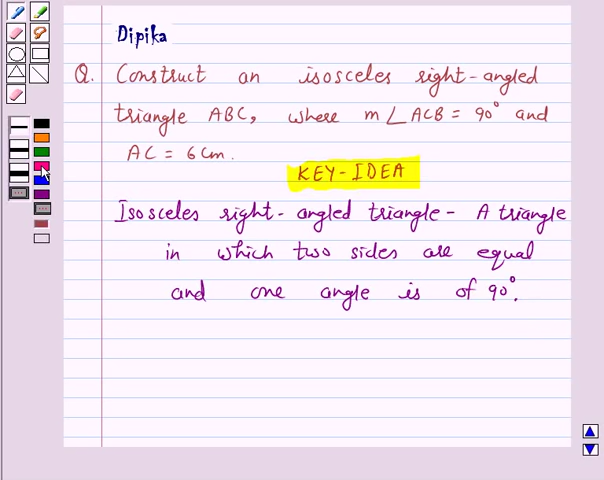 Dipika
Q. Construct an isosceles right-angled
triangle ABC, where m∠ACB = 90° and
AC = 6 cm.
KEY-IDEA
Isosceles right-angled triangle - A triangle
in which two sides are equal
and one angle is of 90°.